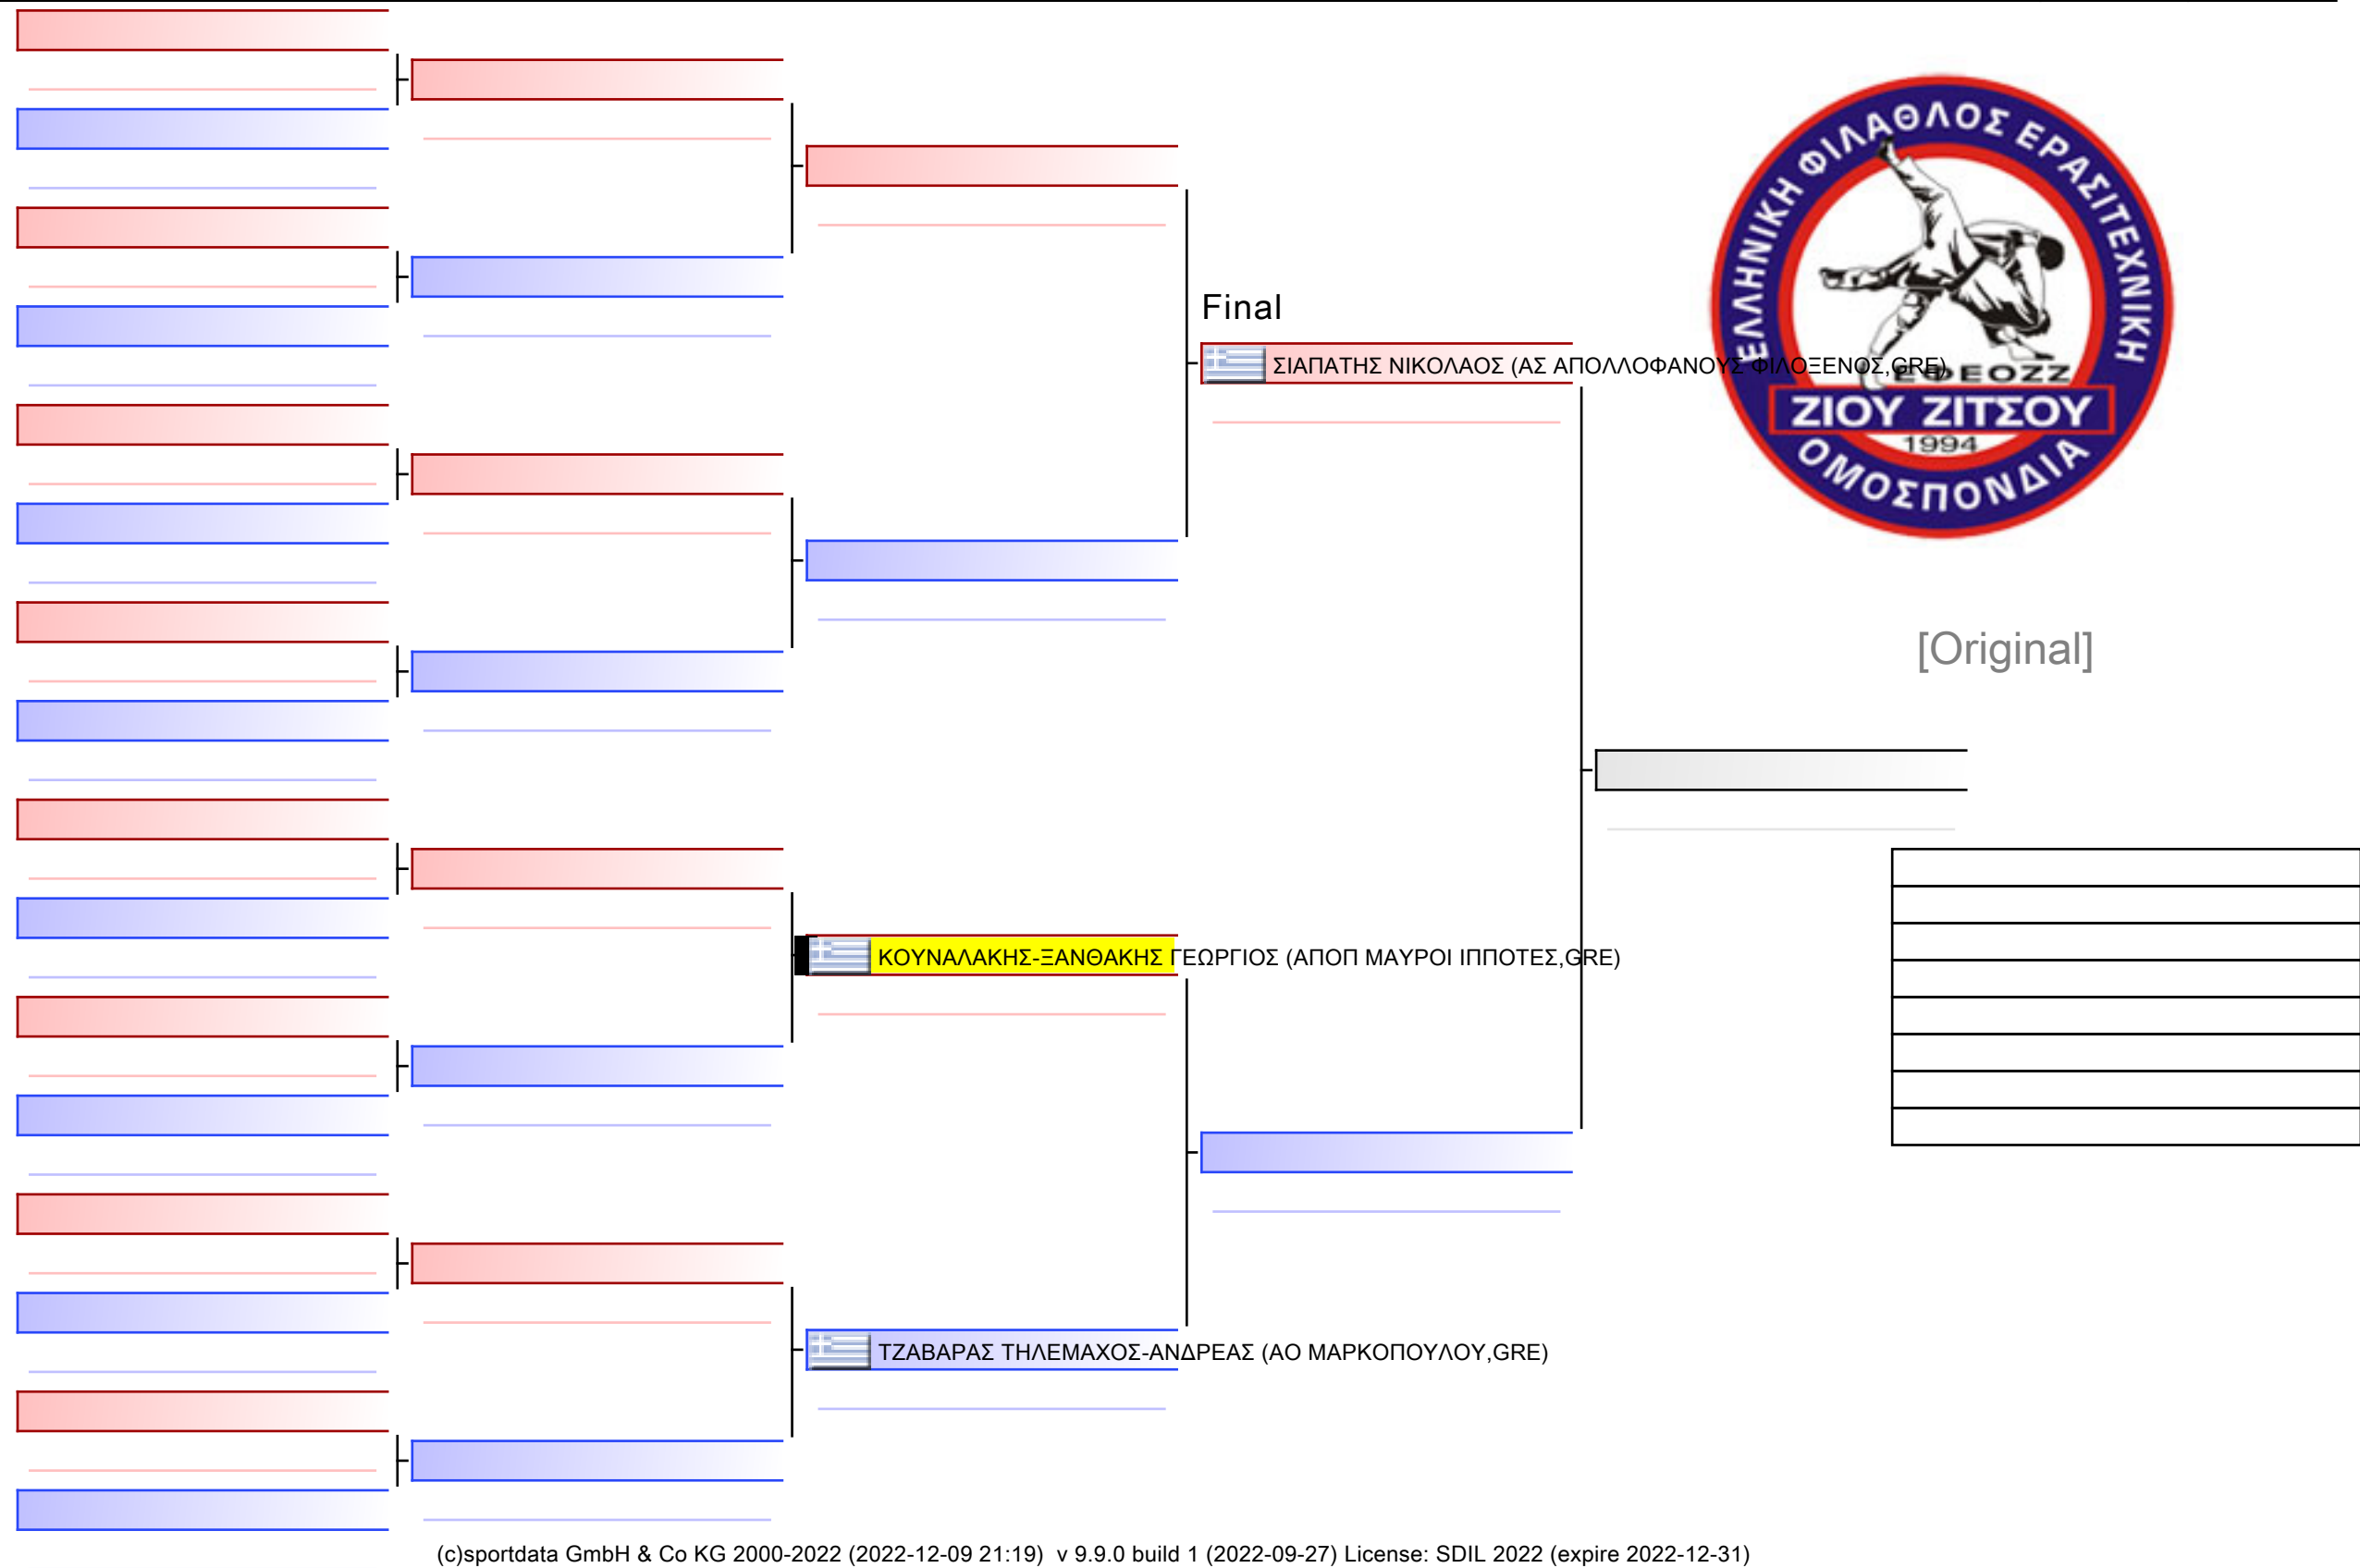 ΕΛΛΗΝΙΚΗ ΦΙΛΑΘΛΟΣ ΕΡΑΣΙΤΕΧΝΙΚΗ
Final
ΣΙΑΠΑΤΗΣ ΝΙΚΟΛΑΟΣ (ΑΣ ΑΠΟΛΛΟΦΑΝΟΥΣ ΦΙΛΟΞΕΝΟΣ,GRE)
ΕΦΕΟΖΖ
ΖΙΟΥ ΖΙΤΣΟΥ
1994
ΟΜΟΣΠΟΝΔΙΑ
[Original]
ΚΟΥΝΑΛΑΚΗΣ-ΞΑΝΘΑΚΗΣ ΓΕΩΡΓΙΟΣ (ΑΠΟΠ ΜΑΥΡΟΙ ΙΠΠΟΤΕΣ,GRE)
ΤΖΑΒΑΡΑΣ ΤΗΛΕΜΑΧΟΣ-ΑΝΔΡΕΑΣ (ΑΟ ΜΑΡΚΟΠΟΥΛΟΥ,GRE)
(c)sportdata GmbH & Co KG 2000-2022 (2022-12-09 21:19) v 9.9.0 build 1 (2022-09-27) License: SDIL 2022 (expire 2022-12-31)